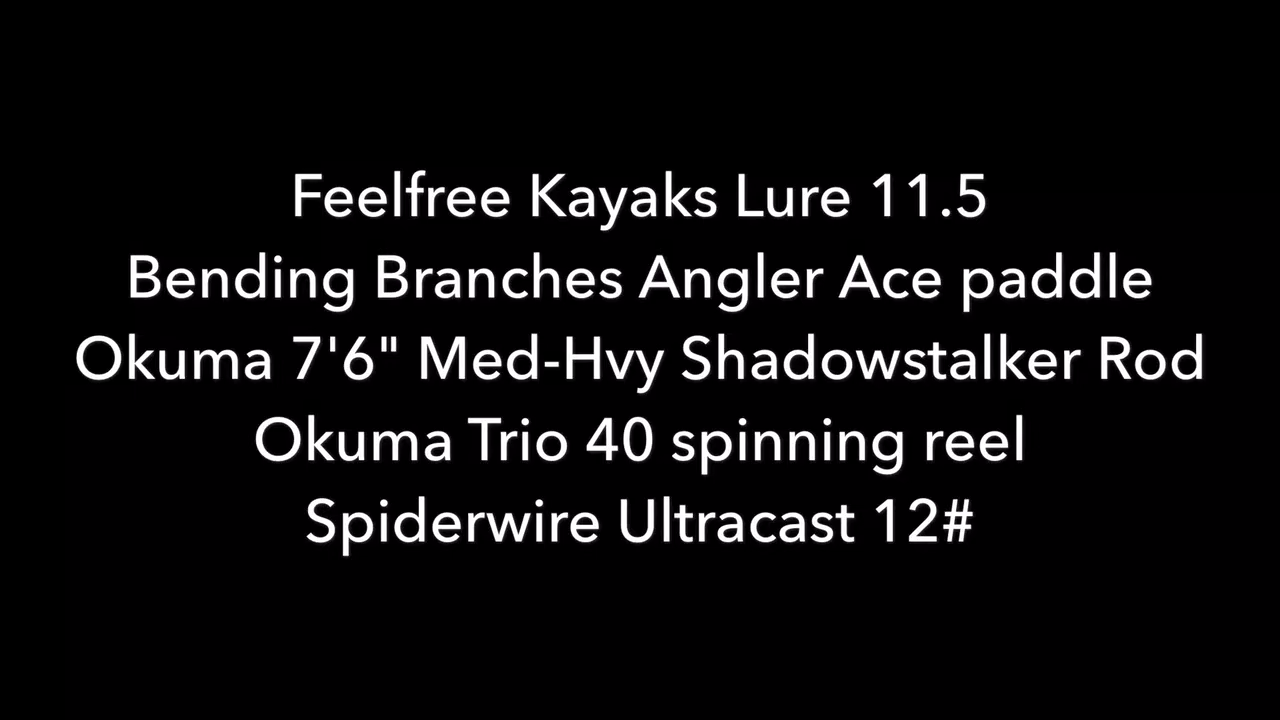 Feelfree Kayaks Lure 11.5
Bending Branches Angler Ace paddle
Okuma 7'6" Med-Hvy Shadowstalker Rod
Okuma Trio 40 spinning reel
Spiderwire Ultracast 12#